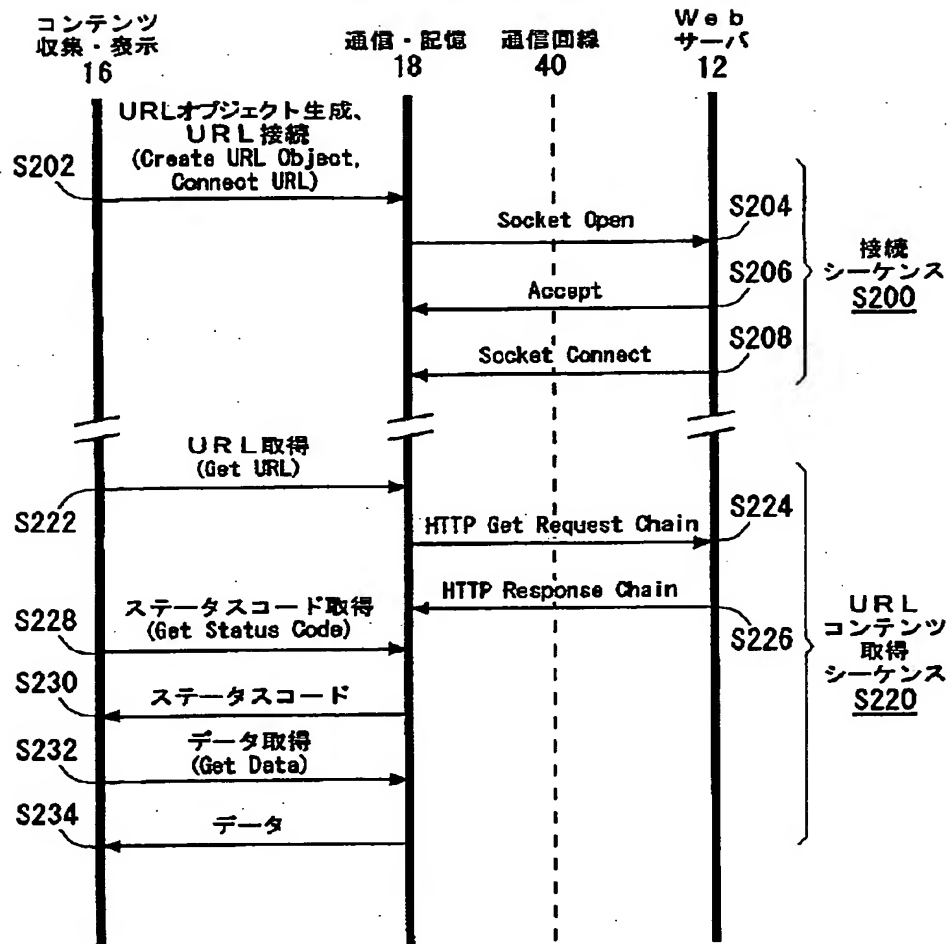 コンテンツ
収集・表示
16
通信・記憶
18
通信回線
40
Web
サーバ
12
URLオブジェクト生成、
URL接続
(Create URL Object,
Connect URL)
S202
Socket Open
S204
Accept
S206
Socket Connect
S208
接続
シーケンス
S200
URL取得
(Get URL)
S222
HTTP Get Request Chain
S224
HTTP Response Chain
S226
ステータスコード取得
(Get Status Code)
S228
ステータスコード
S230
データ取得
(Get Data)
S232
データ
S234
URL
コンテンツ
取得
シーケンス
S220